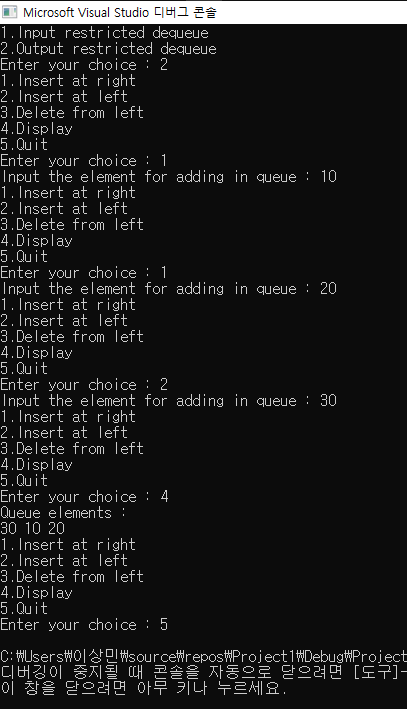 Microsoft Visual Studio 디버그 콘솔
1.Input restricted dequeue
2.Output restricted dequeue
Enter your choice : 2
1.Insert at right
2.Insert at left
3.Delete from left
4.Display
5.Quit
Enter your choice : 1
Input the element for adding in queue : 10
1.Insert at right
2.Insert at left
3.Delete from left
4.Display
5.Quit
Enter your choice : 1
Input the element for adding in queue : 20
1.Insert at right
2.Insert at left
3.Delete from left
4.Display
5.Quit
Enter your choice : 2
Input the element for adding in queue : 30
1.Insert at right
2.Insert at left
3.Delete from left
4.Display
5.Quit
Enter your choice : 4
Queue elements :
30 10 20
1.Insert at right
2.Insert at left
3.Delete from left
4.Display
5.Quit
Enter your choice : 5
C:₩Users₩이상민₩source₩repos₩Project1₩Debug₩Project
디버깅이 중지될 때 콘솔을 자동으로 닫으려면 [도구]-
이 창을 닫으려면 아무 키나 누르세요.